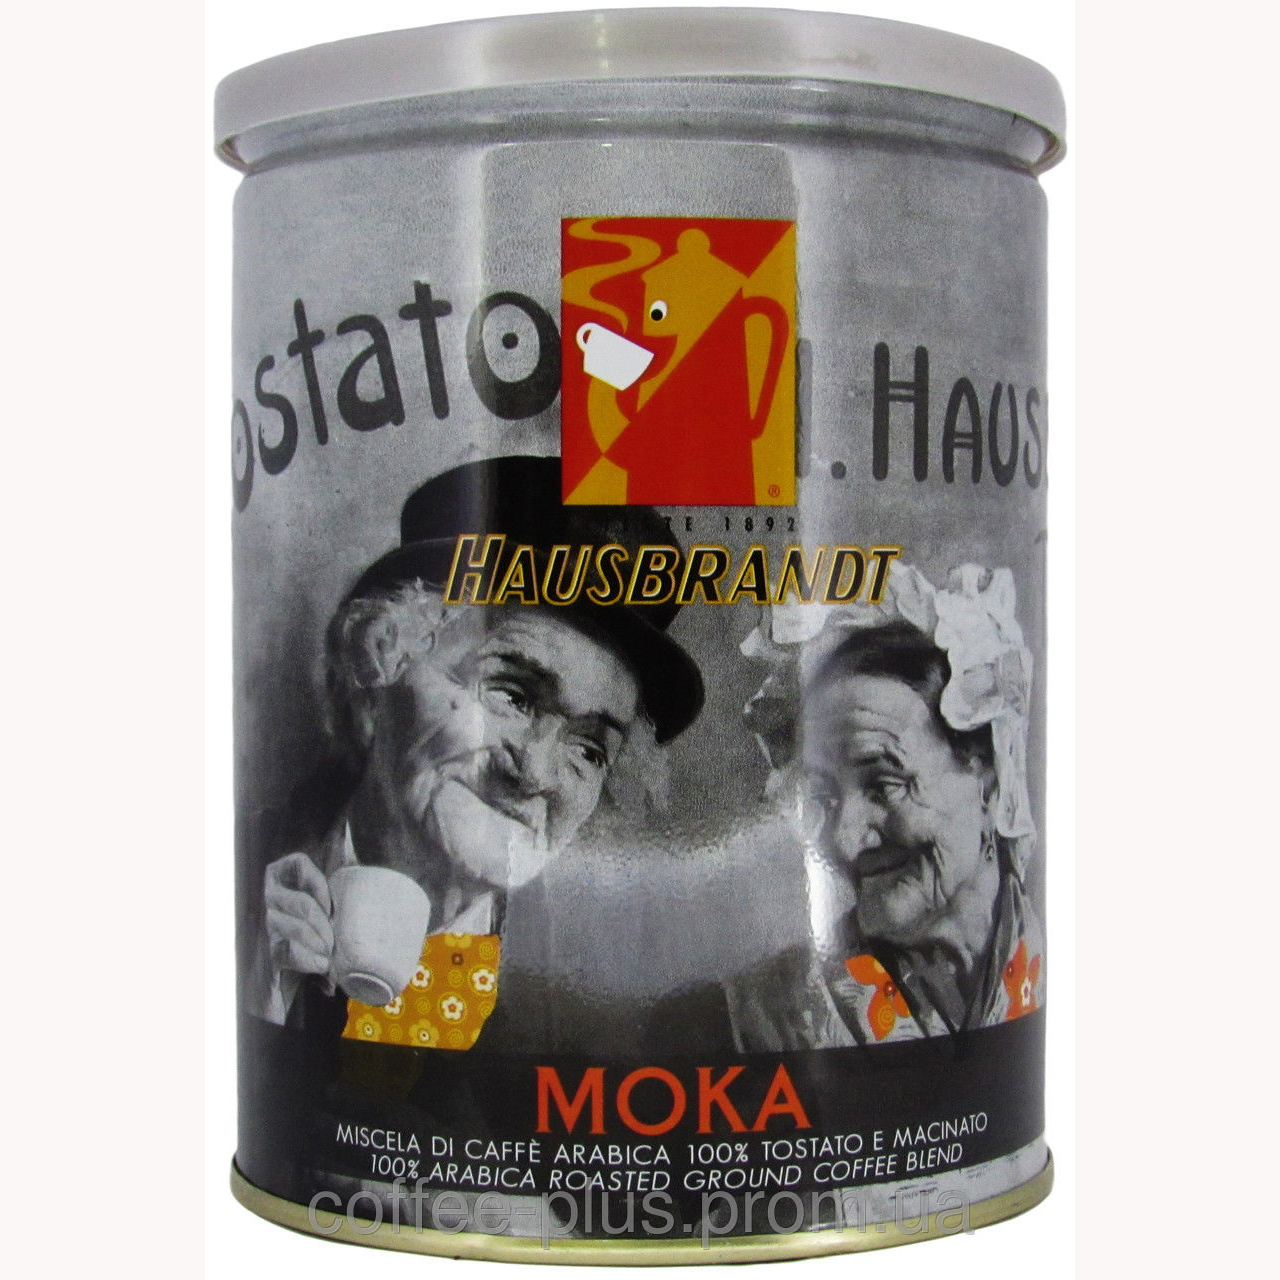 ostato
. HAUS
®
TRIESTE 1892
HAUSBRANDT
MOKA
MISCELA DI CAFFÈ ARABICA 100% TOSTATO E MACINATO
100% ARABICA ROASTED GROUND COFFEE BLEND
coffee-plus.prom.ua